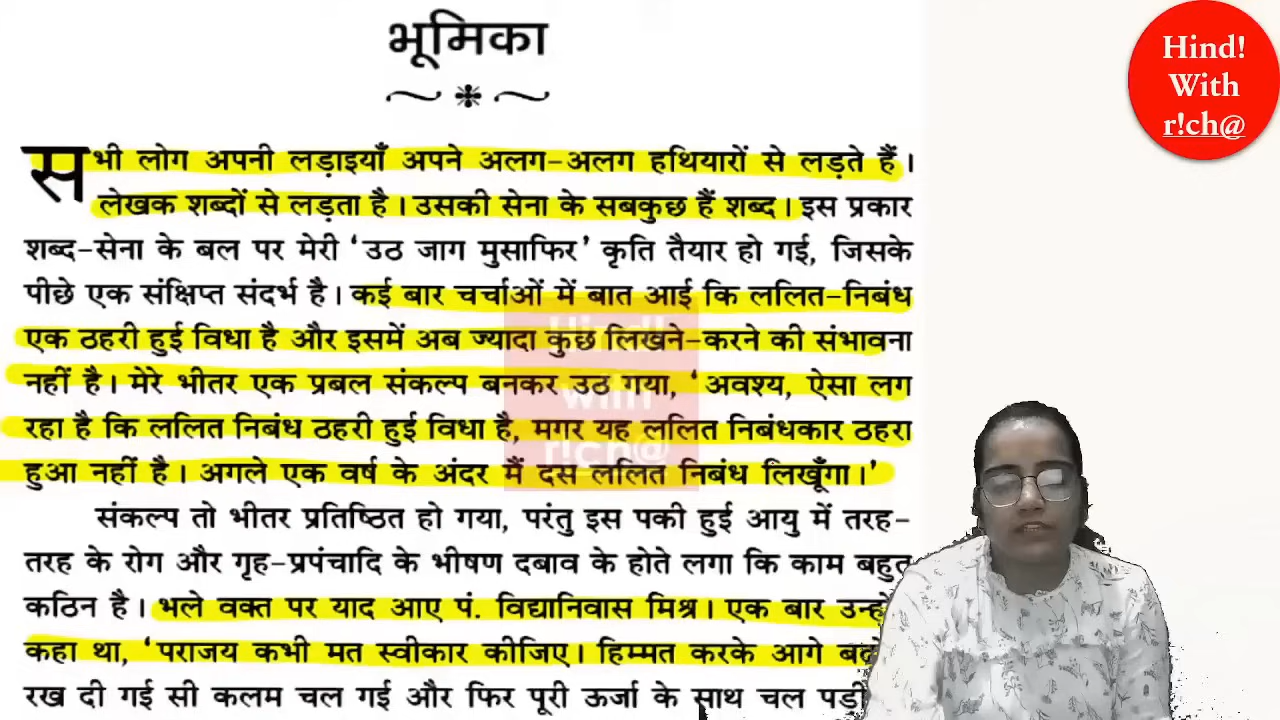 भूमिका
Hind!
With
r!ch@
सभी लोग अपनी लड़ाइयाँ अपने अलग-अलग हथियारों से लड़ते हैं।
लेखक शब्दों से लड़ता है। उसकी सेना के सबकुछ हैं शब्द। इस प्रकार
शब्द-सेना के बल पर मेरी ‘उठ जाग मुसाफिर’ कृति तैयार हो गई, जिसके
पीछे एक संक्षिप्त संदर्भ है। कई बार चर्चाओं में बात आई कि ललित-निबंध
एक ठहरी हुई विधा है और इसमें अब ज्यादा कुछ लिखने-करने की संभावना
नहीं है। मेरे भीतर एक प्रबल संकल्प बनकर उठ गया, ‘अवश्य, ऐसा लग
रहा है कि ललित निबंध ठहरी हुई विधा है, मगर यह ललित निबंधकार ठहरा
हुआ नहीं है। अगले एक वर्ष के अंदर मैं दस ललित निबंध लिखूँगा।’
Hind!
with
r!ch@
संकल्प तो भीतर प्रतिष्ठित हो गया, परंतु इस पकी हुई आयु में तरह-
तरह के रोग और गृह-प्रपंचादि के भीषण दबाव के होते लगा कि काम बहुत
कठिन है। भले वक्त पर याद आए पं. विद्यानिवास मिश्र। एक बार
कहा था, ‘पराजय कभी मत स्वीकार कीजिए। हिम्मत करके आगे
रख दी गई सी कलम चल गई और फिर पूरी ऊर्जा के साथ चल पड़ी